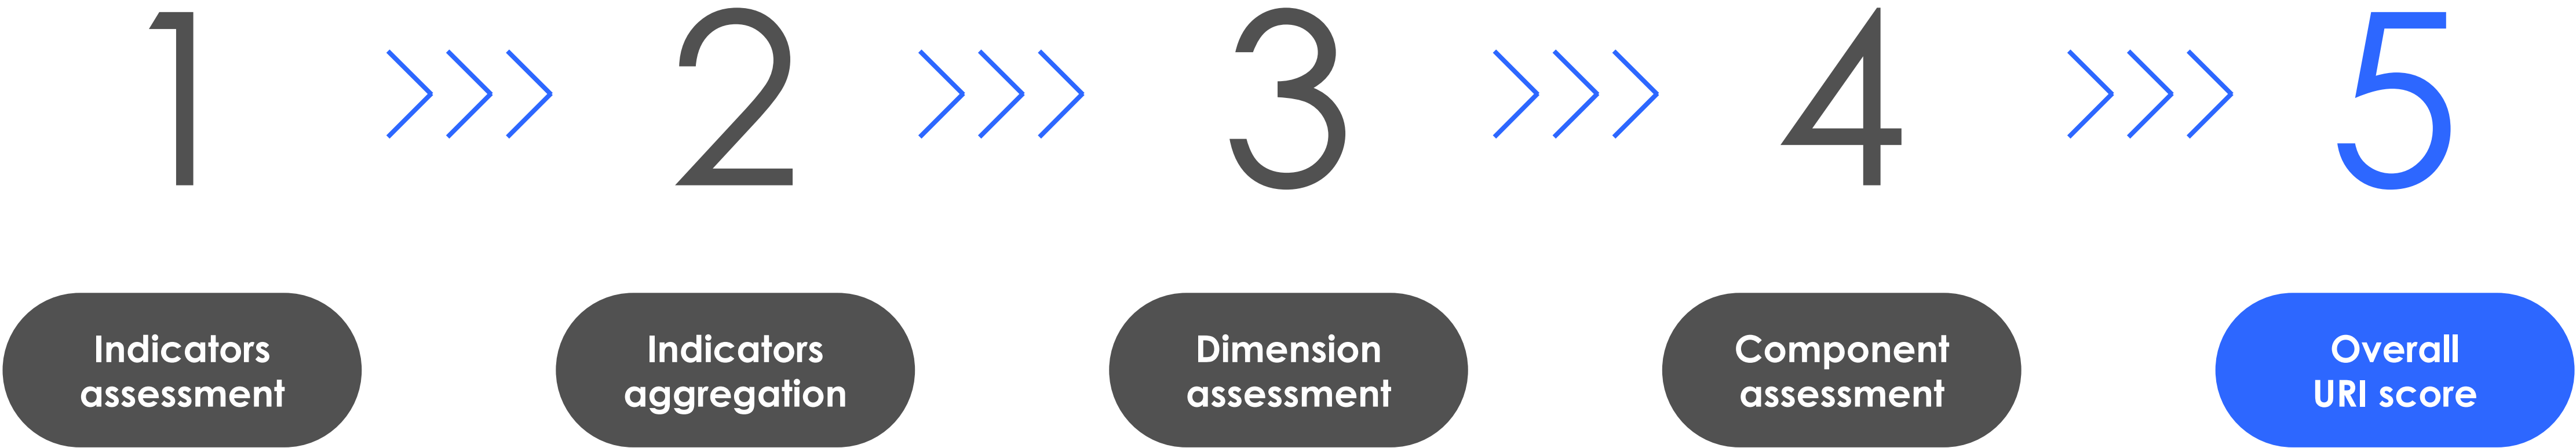 1
2
3
4
5
Indicators
assessment
Indicators
aggregation
Dimension
assessment
Component
assessment
Overall
URI score